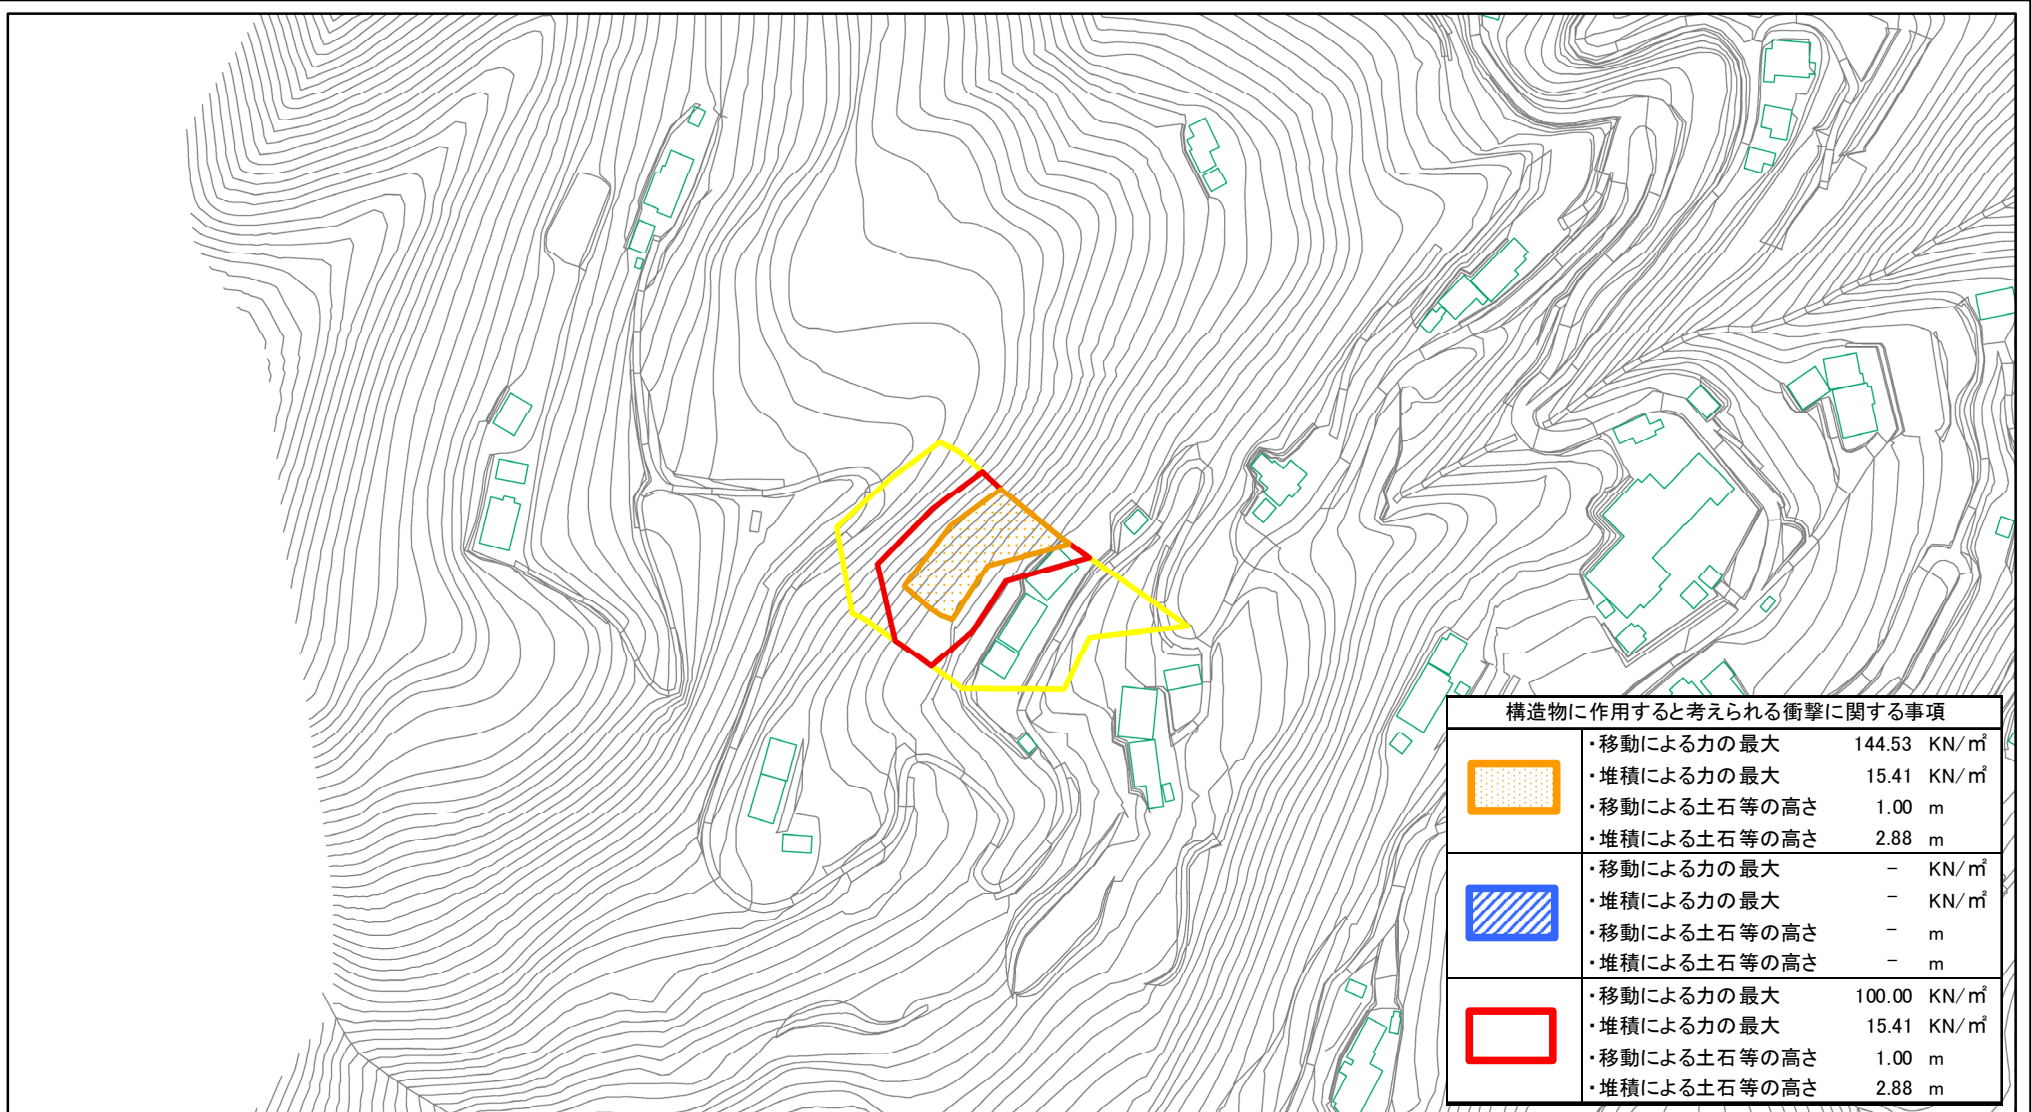 構造物に作用すると考えられる衝撃に関する事項
・移動による力の最大 144.53 KN/㎡
・堆積による力の最大 15.41 KN/㎡
・移動による土石等の高さ 1.00 m
・堆積による土石等の高さ 2.88 m
・移動による力の最大 - KN/㎡
・堆積による力の最大 - KN/㎡
・移動による土石等の高さ - m
・堆積による土石等の高さ - m
・移動による力の最大 100.00 KN/㎡
・堆積による力の最大 15.41 KN/㎡
・移動による土石等の高さ 1.00 m
・堆積による土石等の高さ 2.88 m